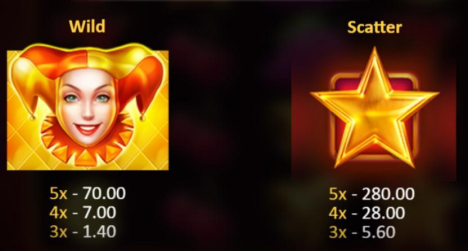 Wild
Scatter
5x - 70.00
4x - 7.00
3x - 1.40
5x - 280.00
4x - 28.00
3x - 5.60